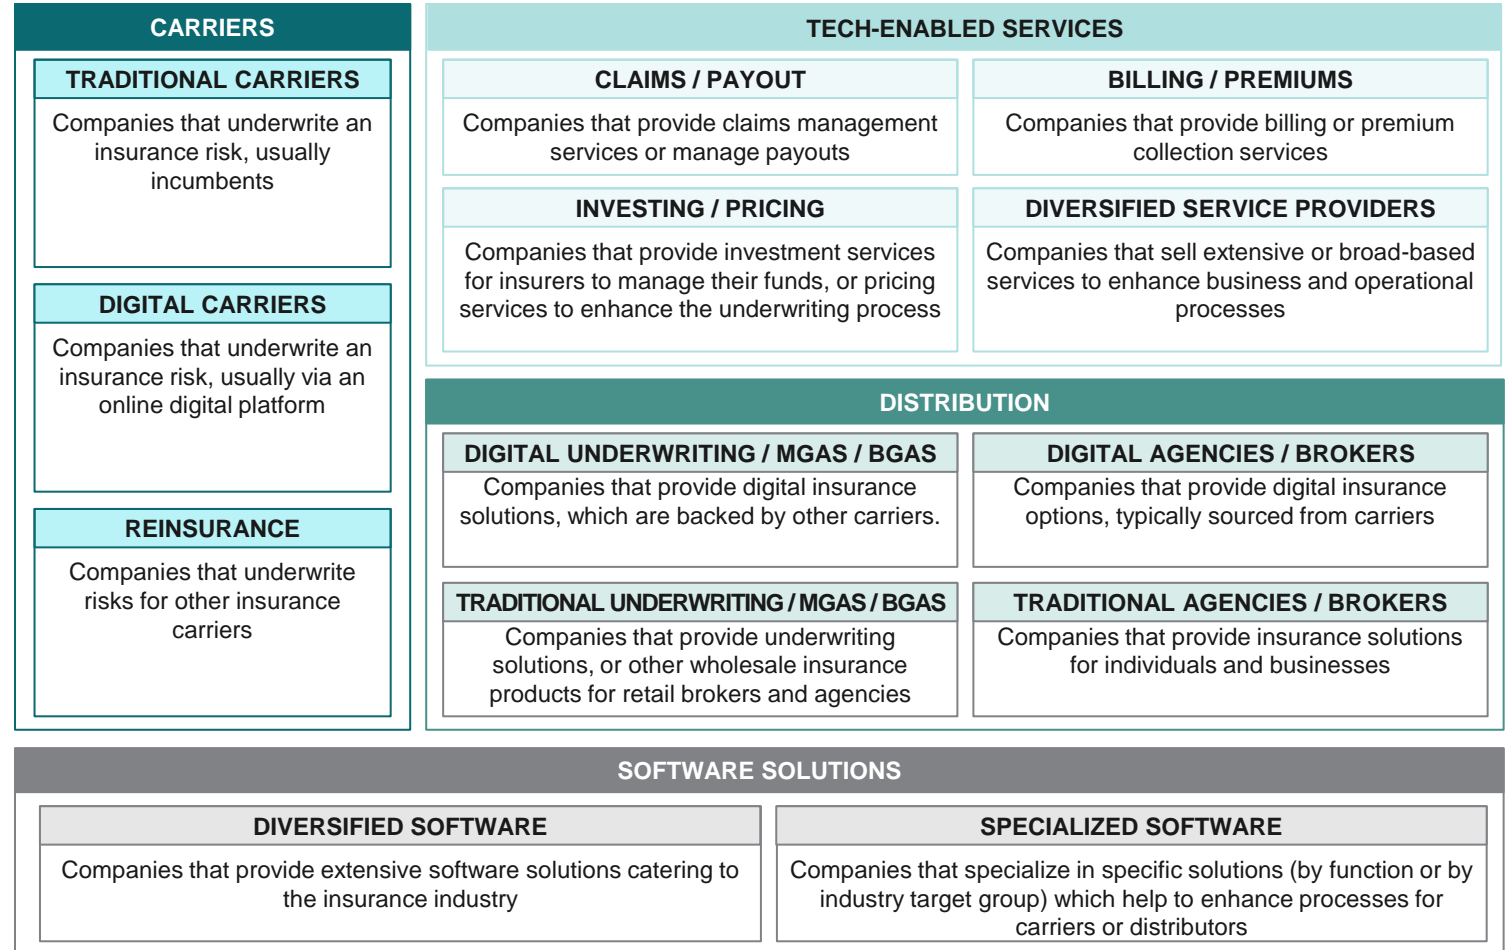 CARRIERS
TRADITIONAL CARRIERS
Companies that underwrite an
insurance risk, usually
incumbents
DIGITAL CARRIERS
Companies that underwrite an
insurance risk, usually via an
online digital platform
REINSURANCE
Companies that underwrite
risks for other insurance
carriers
TECH-ENABLED SERVICES
CLAIMS / PAYOUT
Companies that provide claims management
services or manage payouts
BILLING / PREMIUMS
Companies that provide billing or premium
collection services
INVESTING / PRICING
Companies that provide investment services
for insurers to manage their funds, or pricing
services to enhance the underwriting process
DIVERSIFIED SERVICE PROVIDERS
Companies that sell extensive or broad-based
services to enhance business and operational
processes
DISTRIBUTION
DIGITAL UNDERWRITING / MGAS / BGAS
Companies that provide digital insurance
solutions, which are backed by other carriers.
DIGITAL AGENCIES / BROKERS
Companies that provide digital insurance
options, typically sourced from carriers
TRADITIONAL UNDERWRITING / MGAS / BGAS
Companies that provide underwriting
solutions, or other wholesale insurance
products for retail brokers and agencies
TRADITIONAL AGENCIES / BROKERS
Companies that provide insurance solutions
for individuals and businesses
SOFTWARE SOLUTIONS
DIVERSIFIED SOFTWARE
Companies that provide extensive software solutions catering to
the insurance industry
SPECIALIZED SOFTWARE
Companies that specialize in specific solutions (by function or by
industry target group) which help to enhance processes for
carriers or distributors